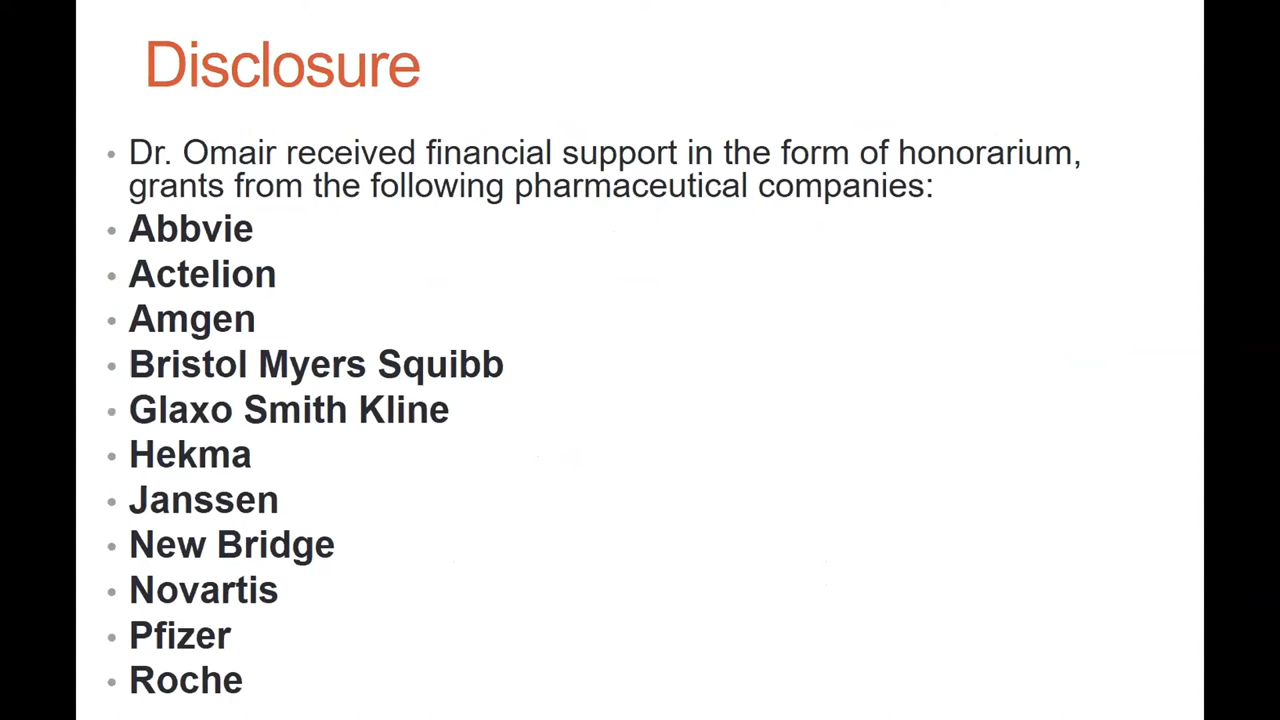 Disclosure
• Dr. Omair received financial support in the form of honorarium,
grants from the following pharmaceutical companies:
• Abbvie
• Actelion
• Amgen
• Bristol Myers Squibb
• Glaxo Smith Kline
• Hekma
• Janssen
• New Bridge
• Novartis
• Pfizer
• Roche